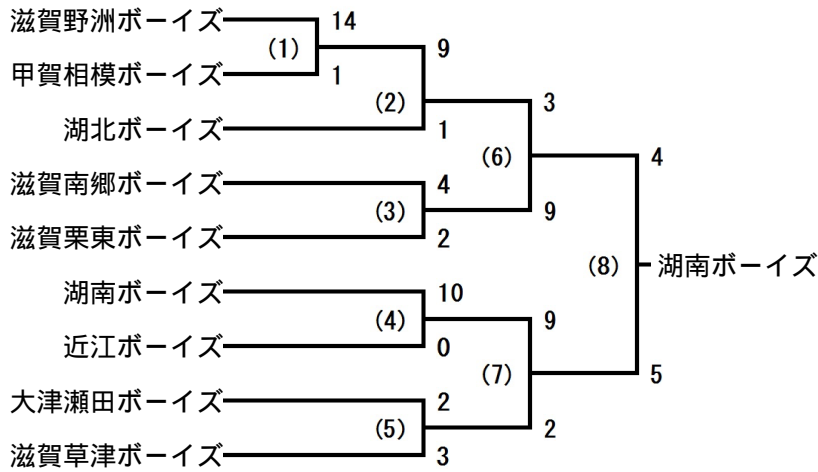 滋賀野洲ボーイズ 14
(1) 9
甲賀相模ボーイズ 1
(2) 3
湖北ボーイズ 1
(6) 4
滋賀南郷ボーイズ 4
(3) 9
滋賀栗東ボーイズ 2
(8) 湖南ボーイズ
湖南ボーイズ 10
(4) 9
近江ボーイズ 0
(7) 5
大津瀬田ボーイズ 2
(5) 2
滋賀草津ボーイズ 3